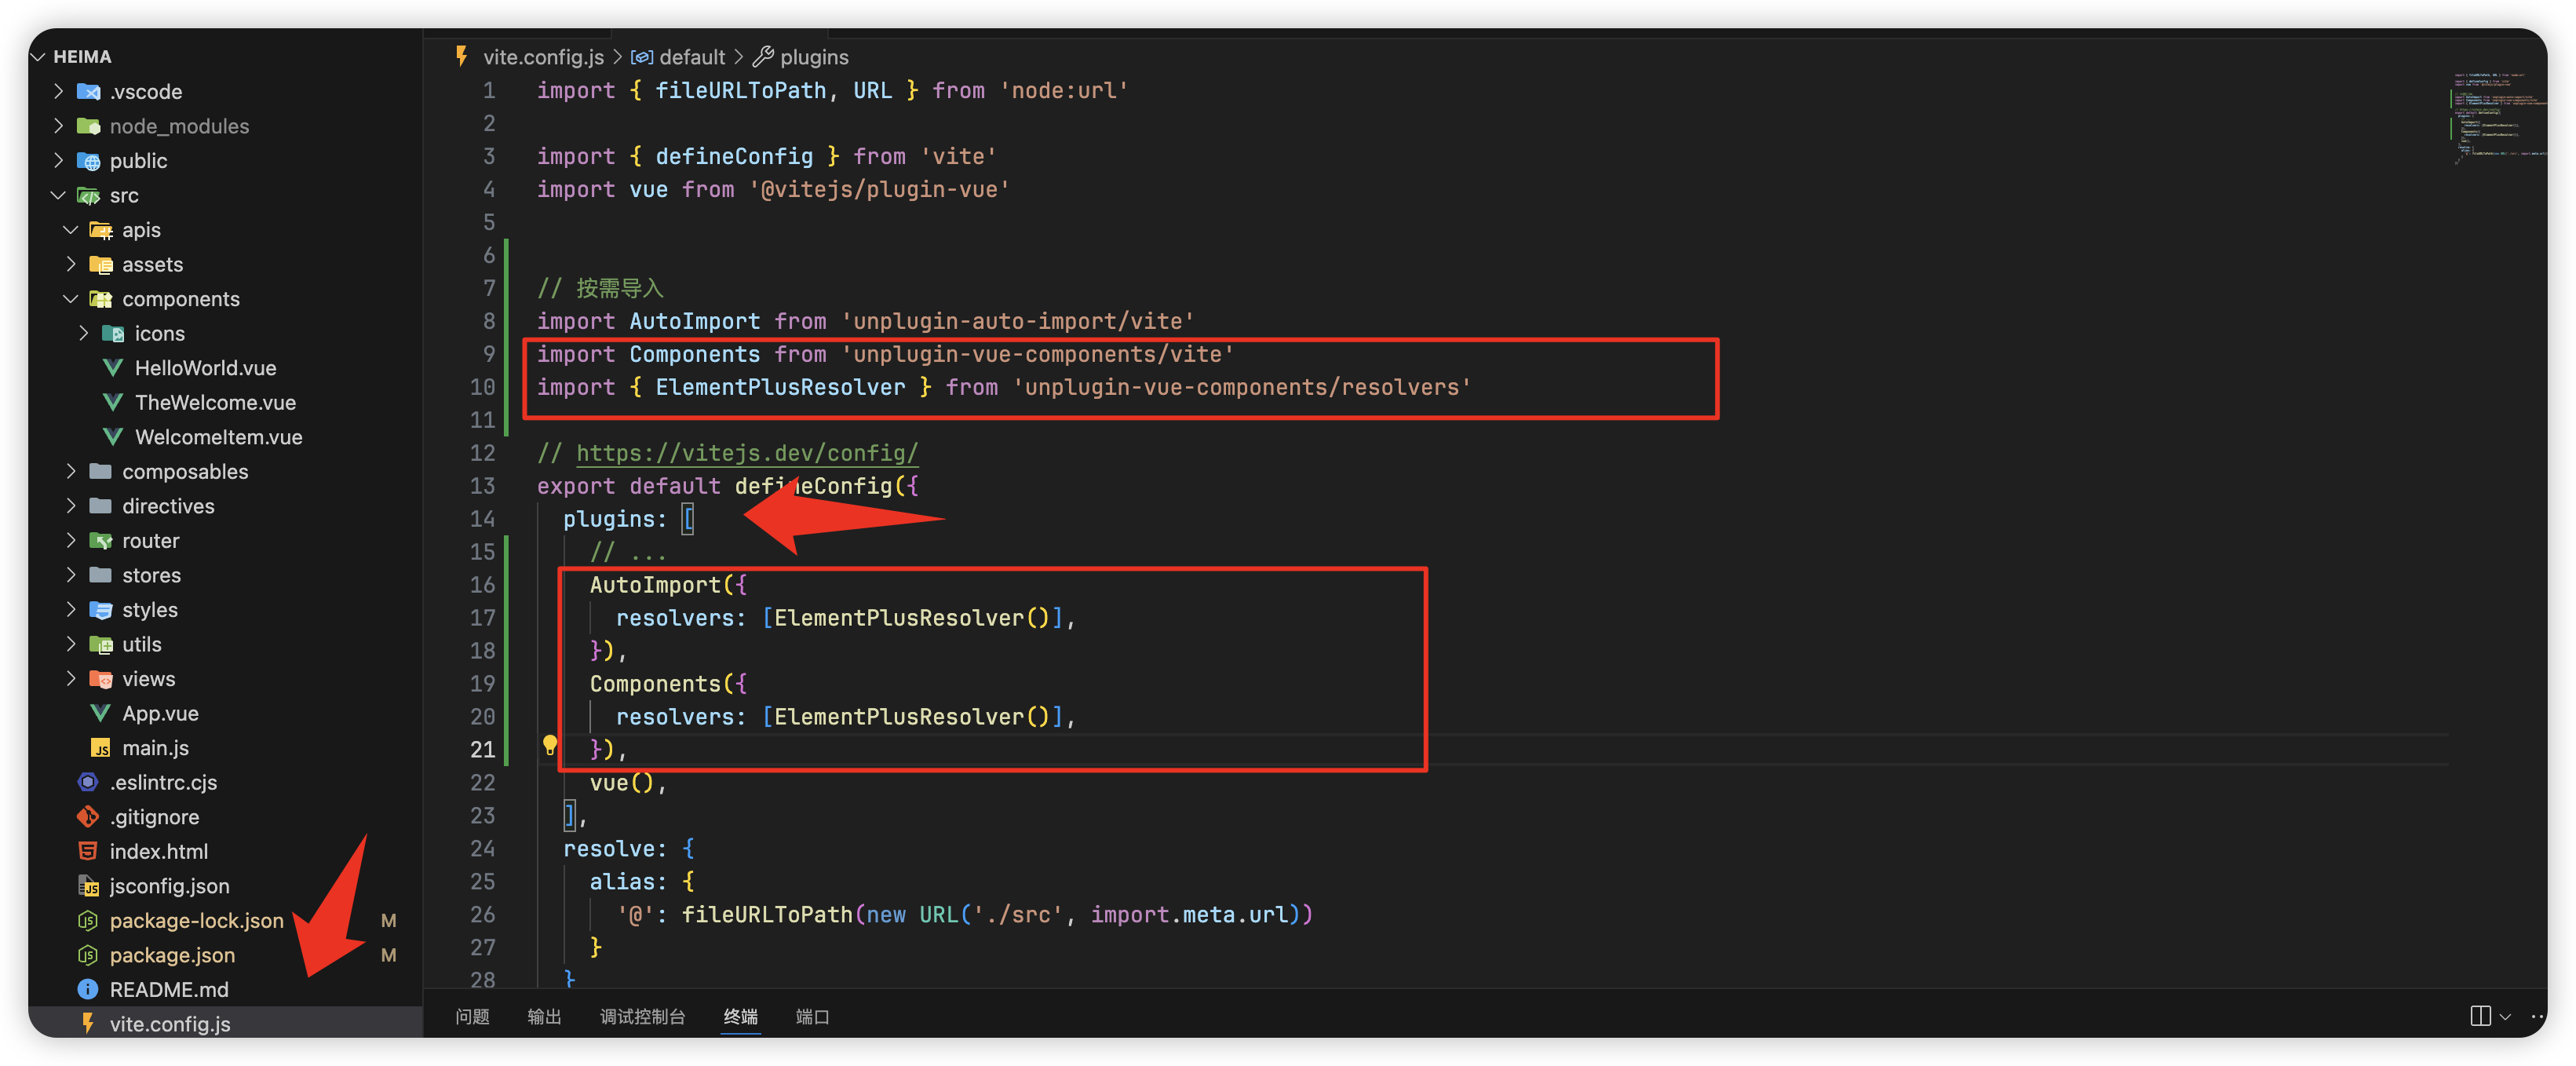 HEIMA
.vscode
node_modules
public
src
apis
assets
components
icons
HelloWorld.vue
TheWelcome.vue
WelcomeItem.vue
composables
directives
router
stores
styles
utils
views
App.vue
main.js
.eslintrc.cjs
.gitignore
index.html
jsconfig.json
package-lock.json M
package.json M
README.md
vite.config.js
vite.config.js > default > plugins
1 import { fileURLToPath, URL } from 'node:url'
2
3 import { defineConfig } from 'vite'
4 import vue from '@vitejs/plugin-vue'
5
6
7 // 按需导入
8 import AutoImport from 'unplugin-auto-import/vite'
9 import Components from 'unplugin-vue-components/vite'
10 import { ElementPlusResolver } from 'unplugin-vue-components/resolvers'
11
12 // https://vitejs.dev/config/
13 export default defineConfig({
14 plugins: [
15 // ...
16 AutoImport({
17 resolvers: [ElementPlusResolver()],
18 }),
19 Components({
20 resolvers: [ElementPlusResolver()],
21 }),
22 vue(),
23 ],
24 resolve: {
25 alias: {
26 '@': fileURLToPath(new URL('./src', import.meta.url))
27 }
28 }
问题 输出 调试控制台 终端 端口